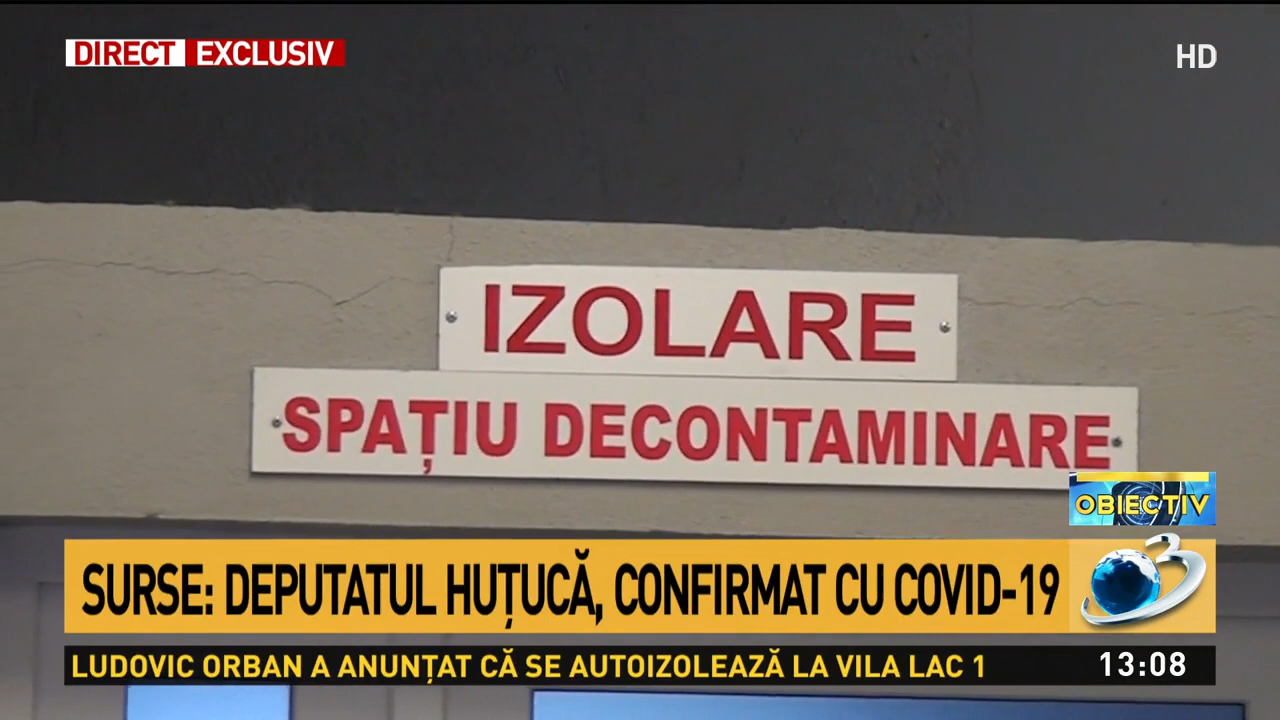 DIRECT EXCLUSIV
HD
IZOLARE
SPAȚIU DECONTAMINARE
OBIECTIV
SURSE: DEPUTATUL HUȚUCĂ, CONFIRMAT CU COVID-19
3
LUDOVIC ORBAN A ANUNȚAT CĂ SE AUTOIZOLEAZĂ LA VILA LAC 1
13:08